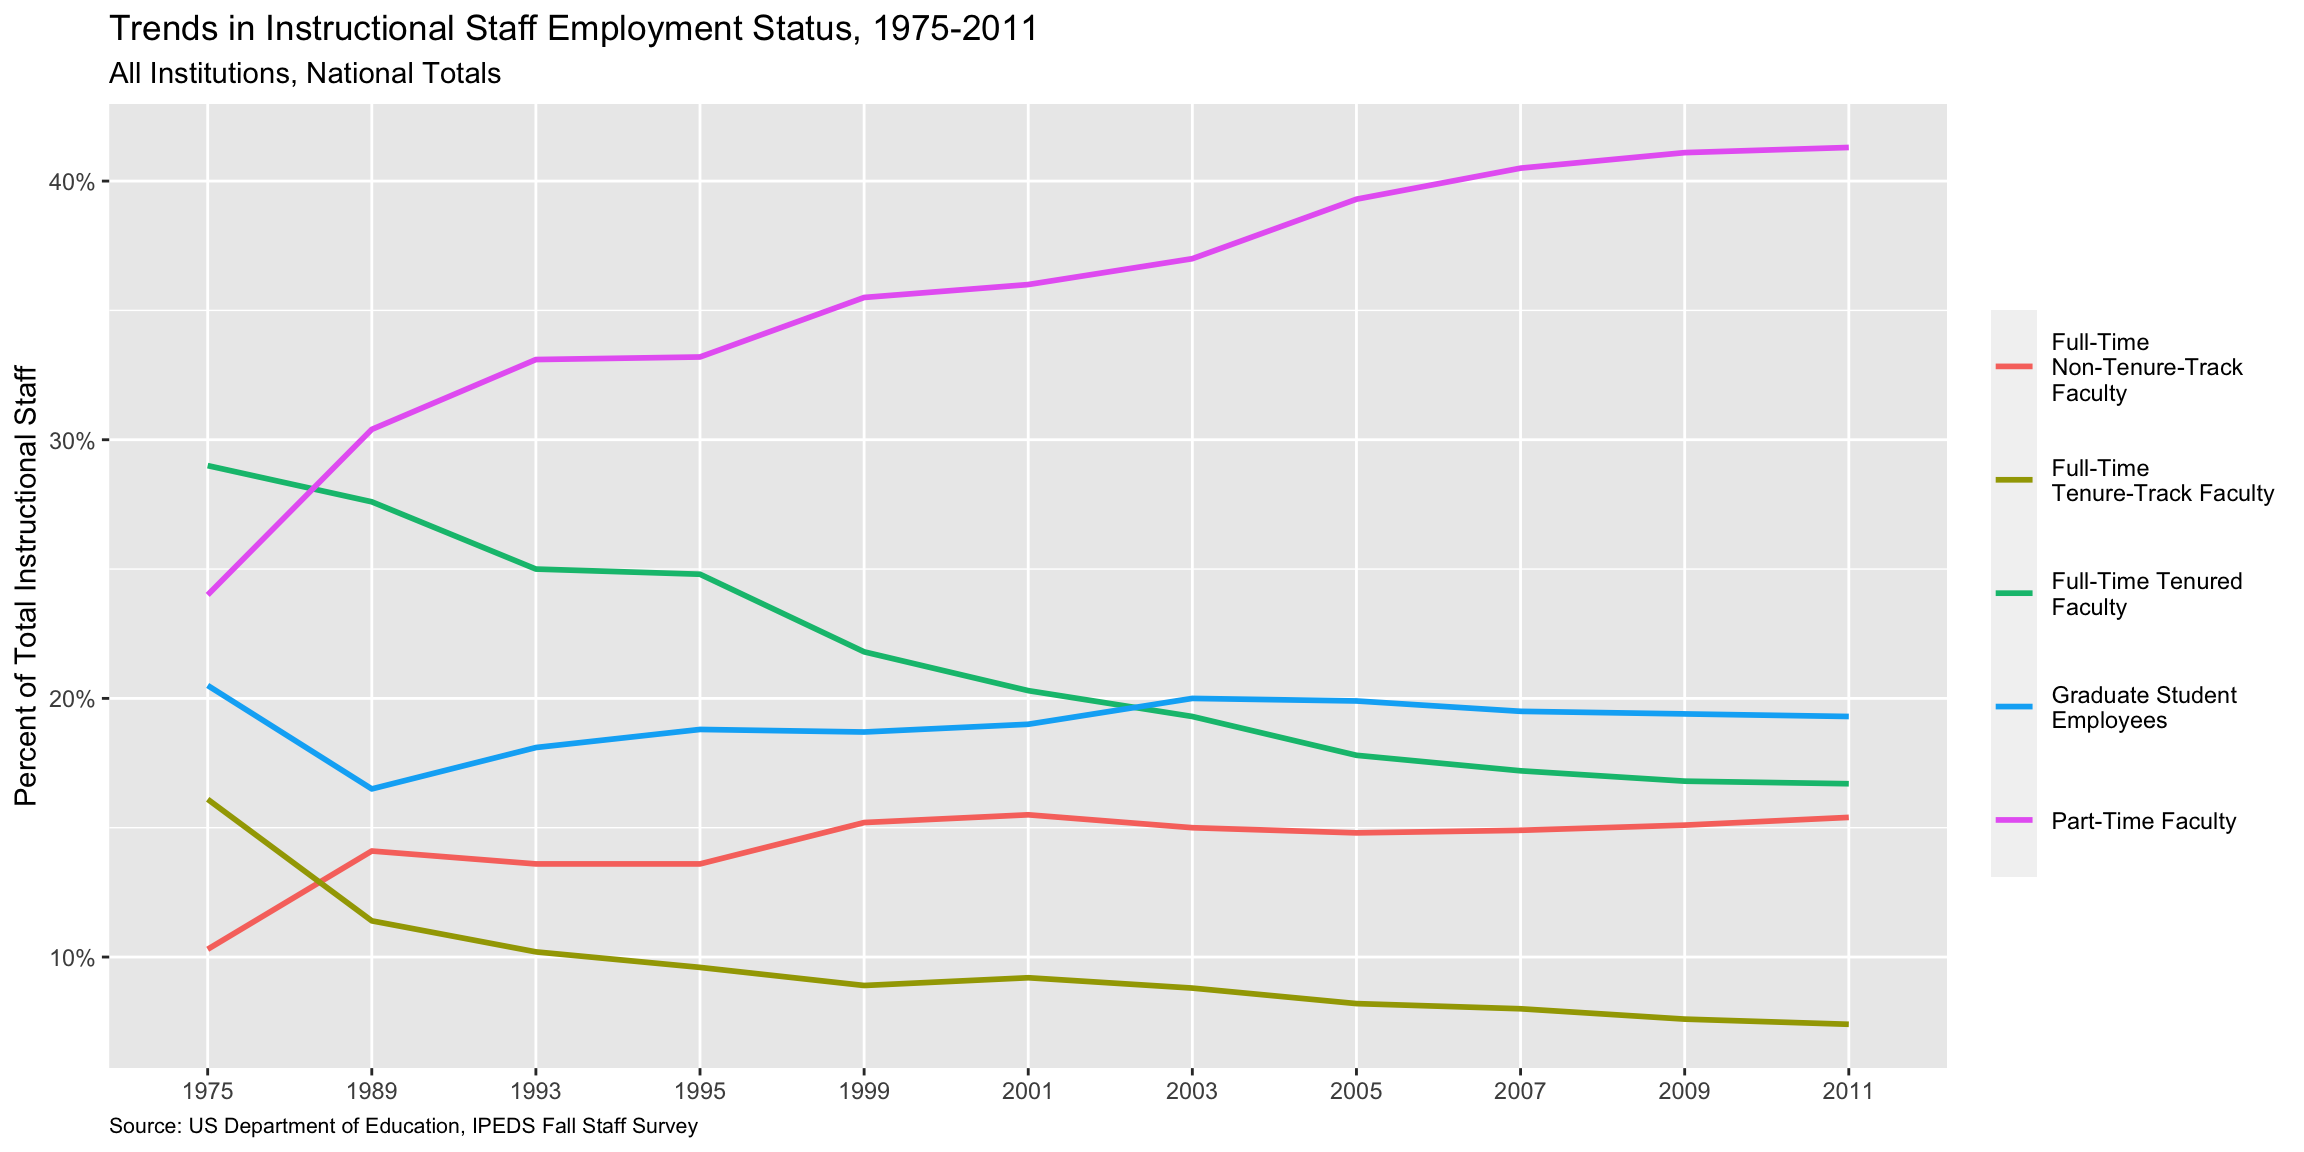 Trends in Instructional Staff Employment Status, 1975-2011
All Institutions, National Totals
Percent of Total Instructional Staff
40%
30%
20%
10%
1975 1989 1993 1995 1999 2001 2003 2005 2007 2009 2011
Full-Time
Non-Tenure-Track
Faculty
Full-Time
Tenure-Track Faculty
Full-Time Tenured
Faculty
Graduate Student
Employees
Part-Time Faculty
Source: US Department of Education, IPEDS Fall Staff Survey